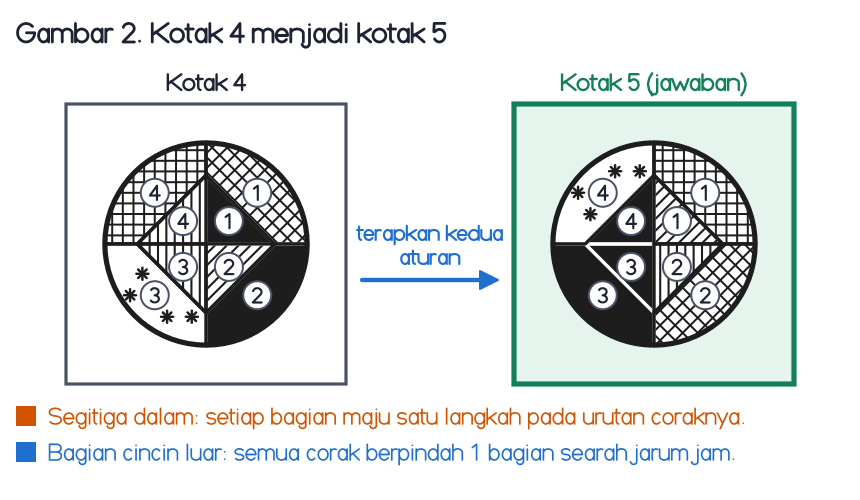 Gambar 2. Kotak 4 menjadi kotak 5
Kotak 4
Kotak 5 (jawaban)
4 1
4 1
3 2
3 2
terapkan kedua
aturan
4 1
4 1
3 2
3 2
Segitiga dalam: setiap bagian maju satu langkah pada urutan coraknya.
Bagian cincin luar: semua corak berpindah 1 bagian searah jarum jam.